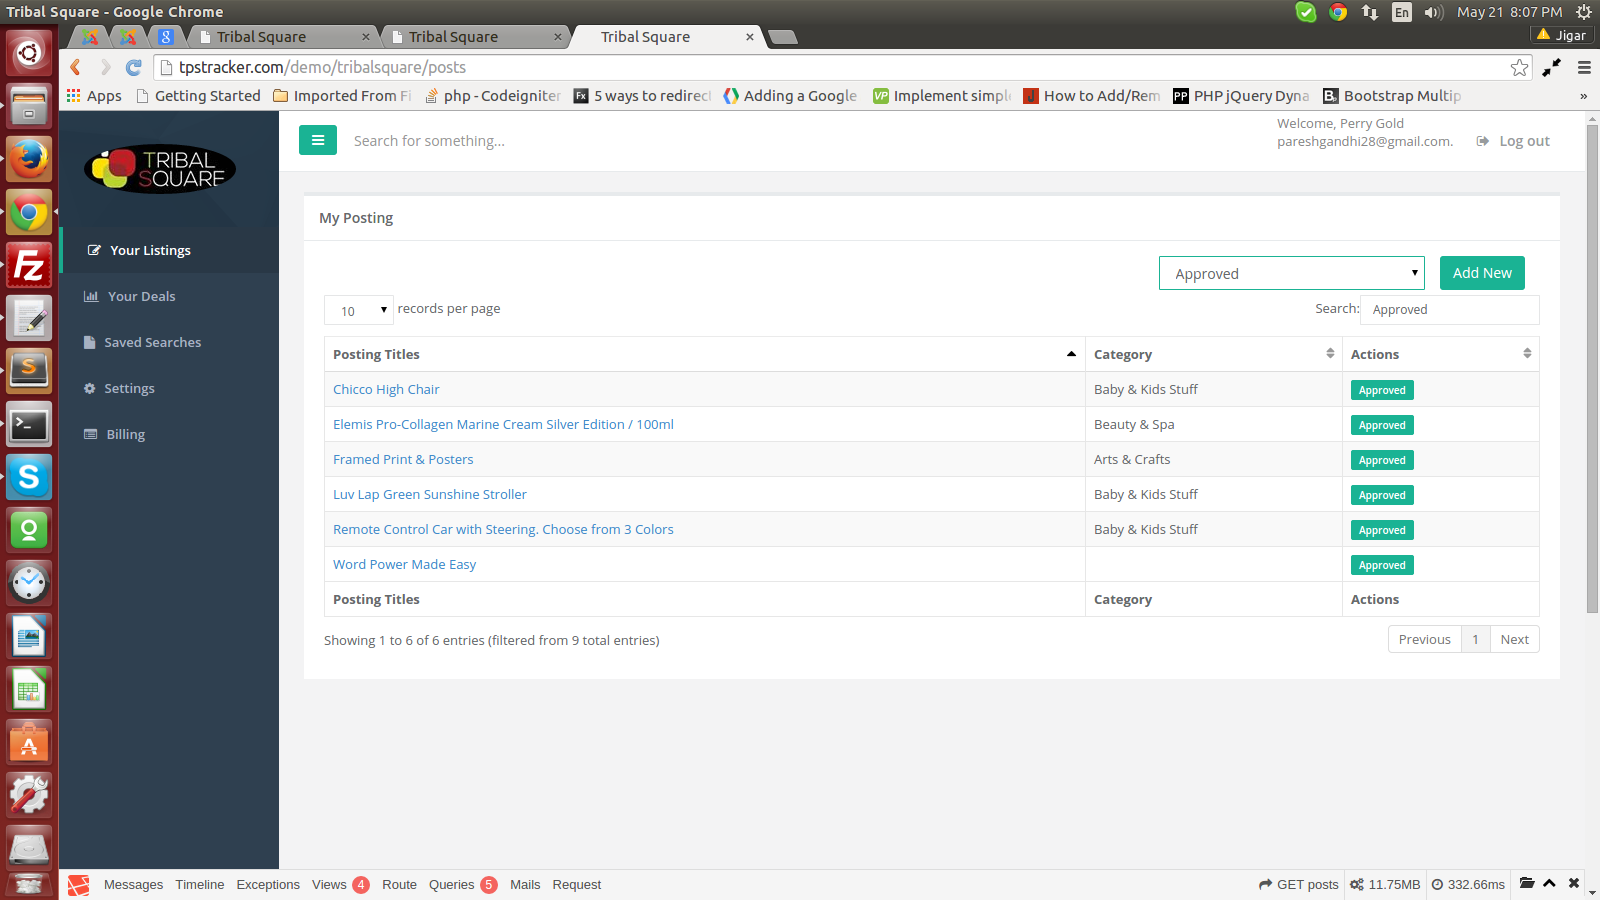 Tribal Square - Google Chrome
En
May 21 8:07 PM
Tribal Square
Tribal Square
Tribal Square
Jigar
tpstracker.com/demo/tribalsquare/posts
Apps
Getting Started
Imported From Fi
php - Codeigniter
Fx
5 ways to redirect
Adding a Google
VP
Implement simple
J
How to Add/Rem
PP
PHP jQuery Dyna
Bp
Bootstrap Multip
»
TRIBAL
SQUARE
Search for something...
Welcome, Perry Gold
pareshgandhi28@gmail.com.
Log out
Your Listings
Your Deals
Saved Searches
Settings
Billing
My Posting
Approved
Add New
10
records per page
Search:
Approved
Posting Titles
Category
Actions
Chicco High Chair
Baby & Kids Stuff
Approved
Elemis Pro-Collagen Marine Cream Silver Edition / 100ml
Beauty & Spa
Approved
Framed Print & Posters
Arts & Crafts
Approved
Luv Lap Green Sunshine Stroller
Baby & Kids Stuff
Approved
Remote Control Car with Steering. Choose from 3 Colors
Baby & Kids Stuff
Approved
Word Power Made Easy
Approved
Posting Titles
Category
Actions
Showing 1 to 6 of 6 entries (filtered from 9 total entries)
Previous
1
Next
Messages
Timeline
Exceptions
Views 4
Route
Queries 5
Mails
Request
GET posts
11.75MB
332.66ms